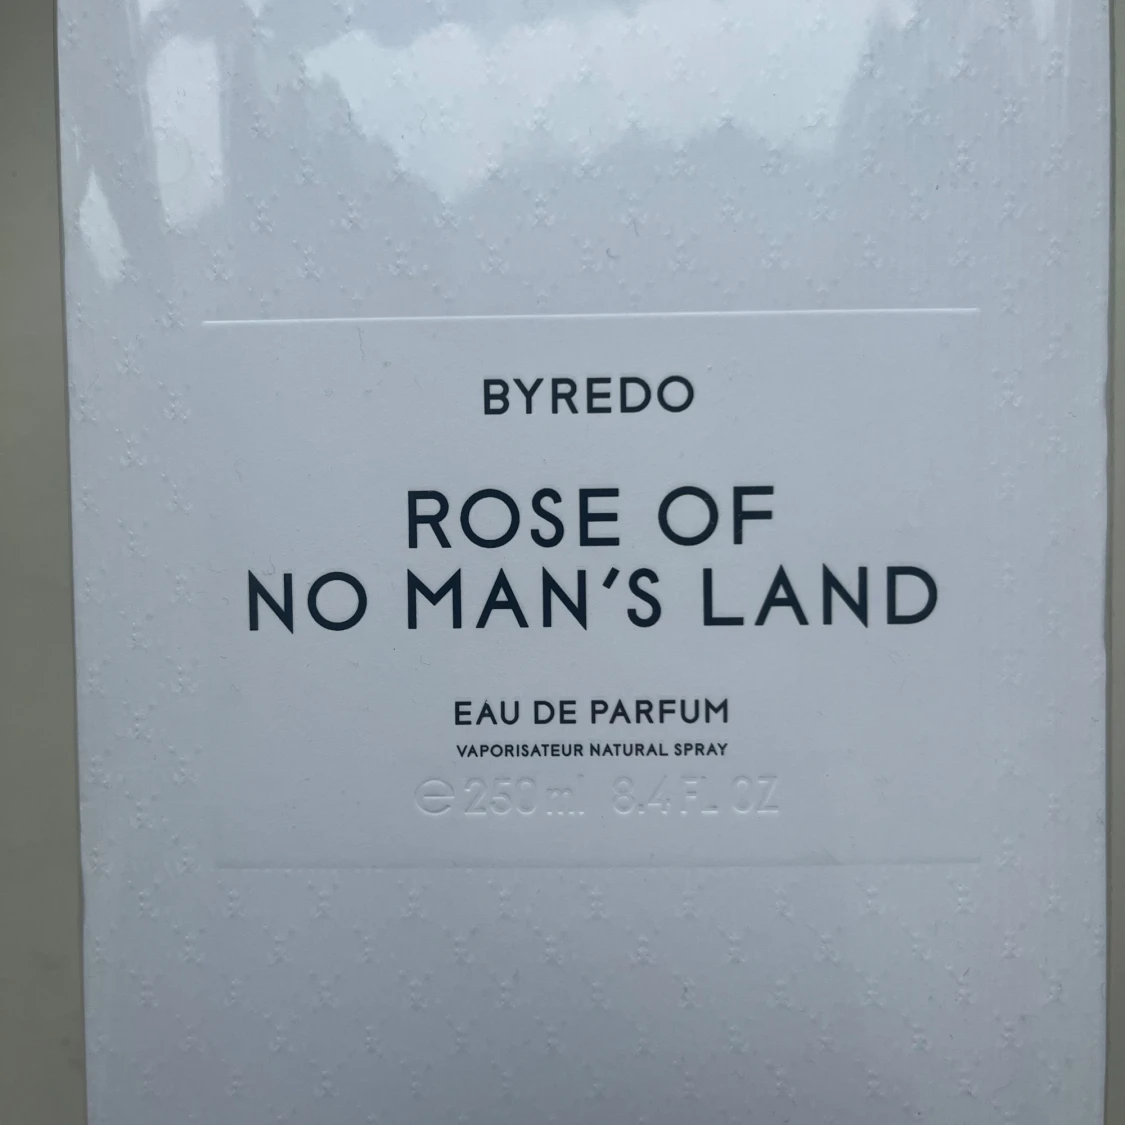 BYREDO
ROSE OF
NO MAN'S LAND
EAU DE PARFUM
VAPORISATEUR NATURAL SPRAY
℮ 250 ml 8.4 FL OZ